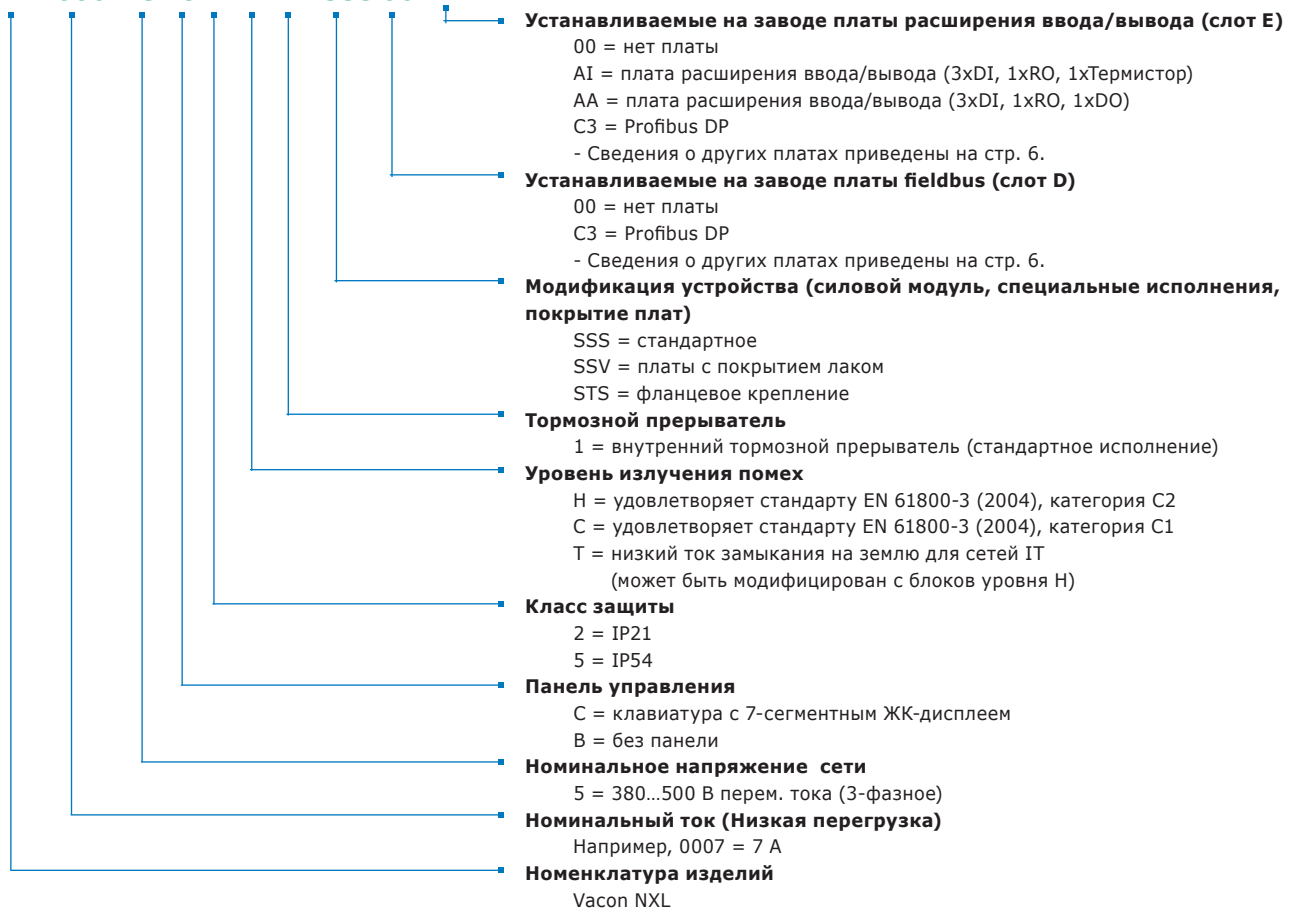 Устанавливаемые на заводе платы расширения ввода/вывода (слот E)
00 = нет платы
AI = плата расширения ввода/вывода (3xDI, 1xRO, 1xТермистор)
AA = плата расширения ввода/вывода (3xDI, 1xRO, 1xDO)
C3 = Profibus DP
- Сведения о других платах приведены на стр. 6.
Устанавливаемые на заводе платы fieldbus (слот D)
00 = нет платы
C3 = Profibus DP
- Сведения о других платах приведены на стр. 6.
Модификация устройства (силовой модуль, специальные исполнения,
покрытие плат)
SSS = стандартное
SSV = платы с покрытием лаком
STS = фланцевое крепление
Тормозной прерыватель
1 = внутренний тормозной прерыватель (стандартное исполнение)
Уровень излучения помех
H = удовлетворяет стандарту EN 61800-3 (2004), категория C2
C = удовлетворяет стандарту EN 61800-3 (2004), категория C1
T = низкий ток замыкания на землю для сетей IT
(может быть модифицирован с блоков уровня H)
Класс защиты
2 = IP21
5 = IP54
Панель управления
C = клавиатура с 7-сегментным ЖК-дисплеем
B = без панели
Номинальное напряжение сети
5 = 380…500 В перем. тока (3-фазное)
Номинальный ток (Низкая перегрузка)
Например, 0007 = 7 А
Номенклатура изделий
Vacon NXL